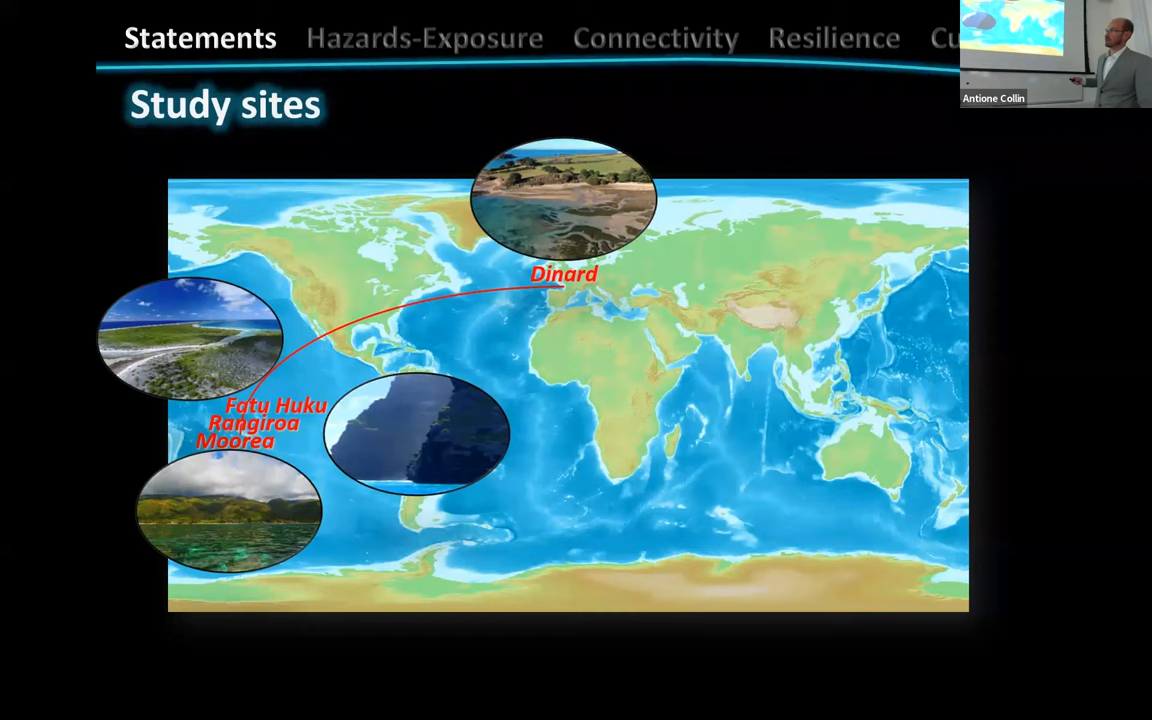 Statements Hazards-Exposure Connectivity Resilience Cu
Antione Collin
Study sites
Dinard
Fatu Huku
Rangiroa
Moorea